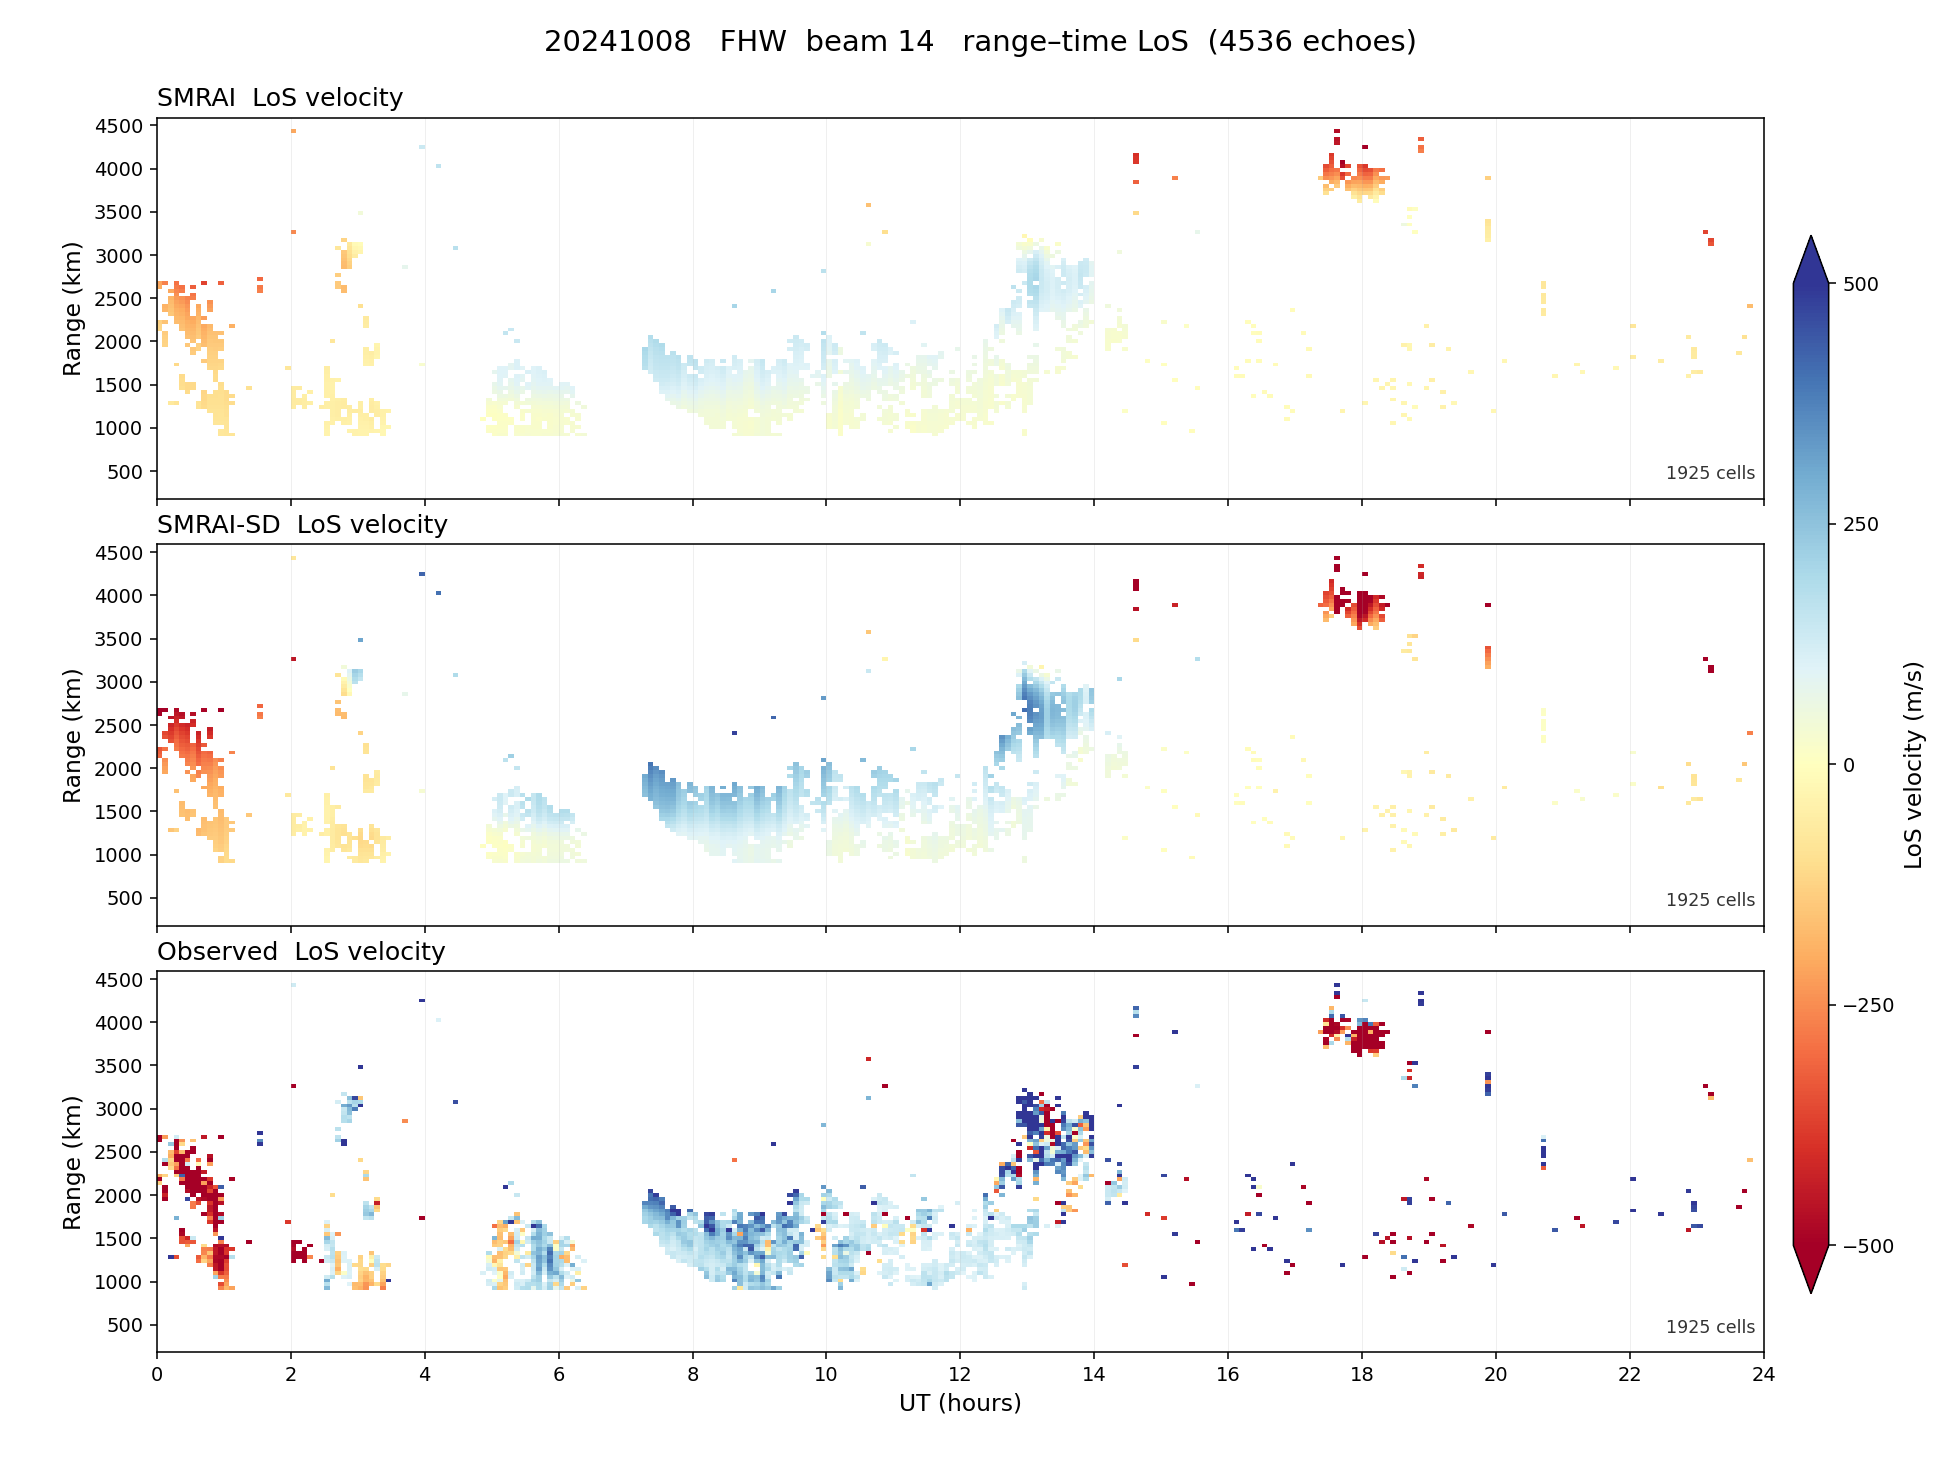 20241008   FHW  beam 14   range–time LoS  (4536 echoes)
SMRAI  LoS velocity
4500
4000
3500
3000
2500
2000
1500
1000
500
Range (km)
1925 cells
SMRAI-SD  LoS velocity
4500
4000
3500
3000
2500
2000
1500
1000
500
Range (km)
1925 cells
Observed  LoS velocity
4500
4000
3500
3000
2500
2000
1500
1000
500
Range (km)
1925 cells
0 2 4 6 8 10 12 14 16 18 20 22 24
UT (hours)
500
250
0
−250
−500
LoS velocity (m/s)